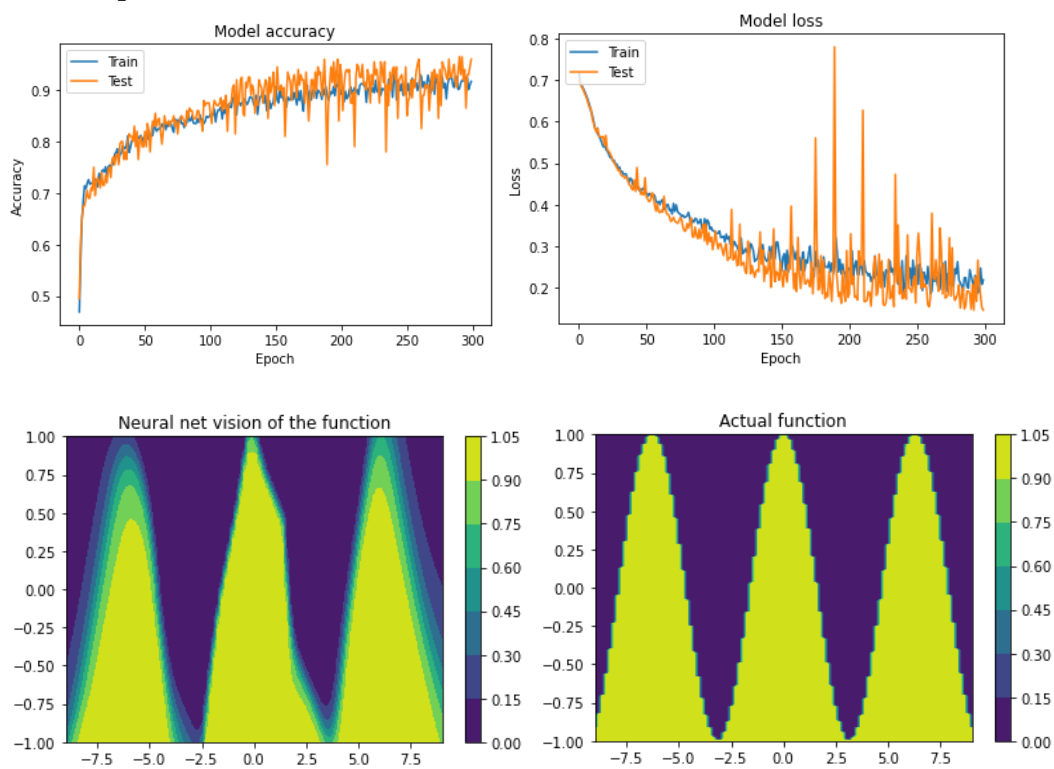 Model accuracy
Train
Test
0.9
0.8
0.7
0.6
0.5
Accuracy
0 50 100 150 200 250 300
Epoch
Model loss
Train
Test
0.8
0.7
0.6
0.5
0.4
0.3
0.2
Loss
0 50 100 150 200 250 300
Epoch
Neural net vision of the function
1.00
0.75
0.50
0.25
0.00
−0.25
−0.50
−0.75
−1.00
−7.5 −5.0 −2.5 0.0 2.5 5.0 7.5
1.05
0.90
0.75
0.60
0.45
0.30
0.15
0.00
Actual function
1.00
0.75
0.50
0.25
0.00
−0.25
−0.50
−0.75
−1.00
−7.5 −5.0 −2.5 0.0 2.5 5.0 7.5
1.05
0.90
0.75
0.60
0.45
0.30
0.15
0.00